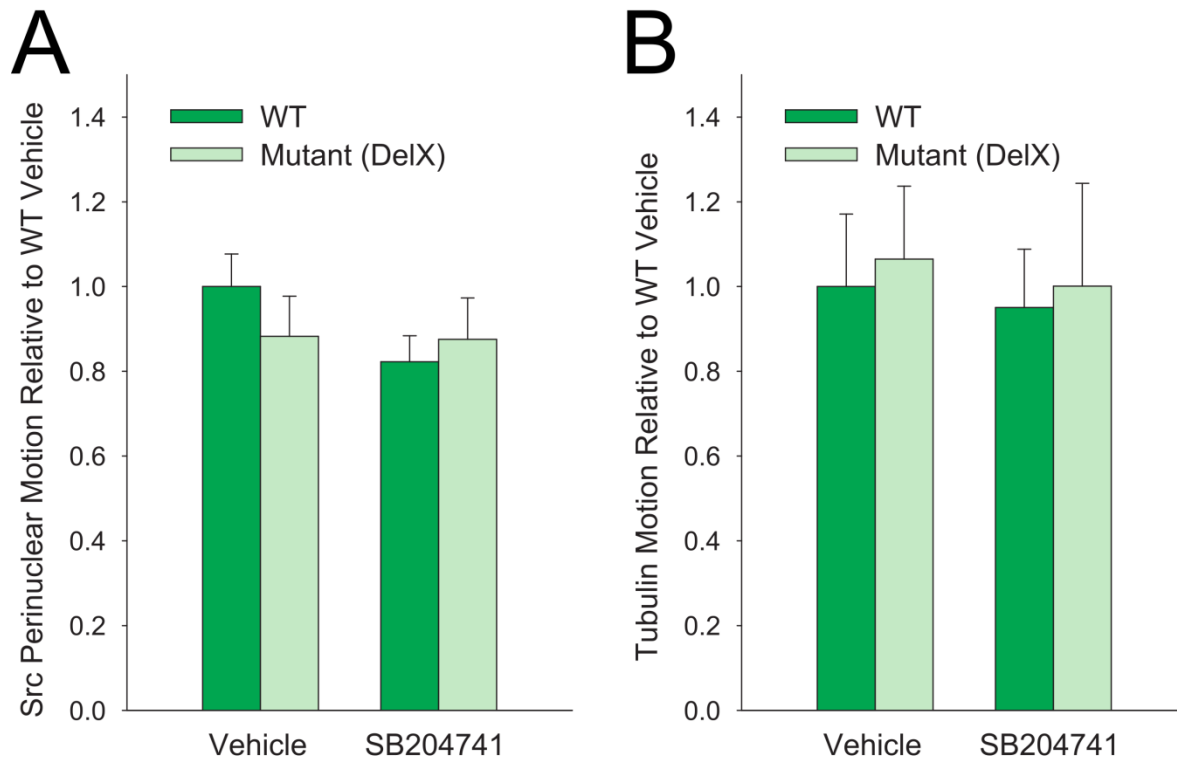 A
Src Perinuclear Motion Relative to WT Vehicle
WT
Mutant (DelX)
1.4
1.2
1.0
0.8
0.6
0.4
0.2
0.0
Vehicle
SB204741
B
Tubulin Motion Relative to WT Vehicle
WT
Mutant (DelX)
1.4
1.2
1.0
0.8
0.6
0.4
0.2
0.0
Vehicle
SB204741